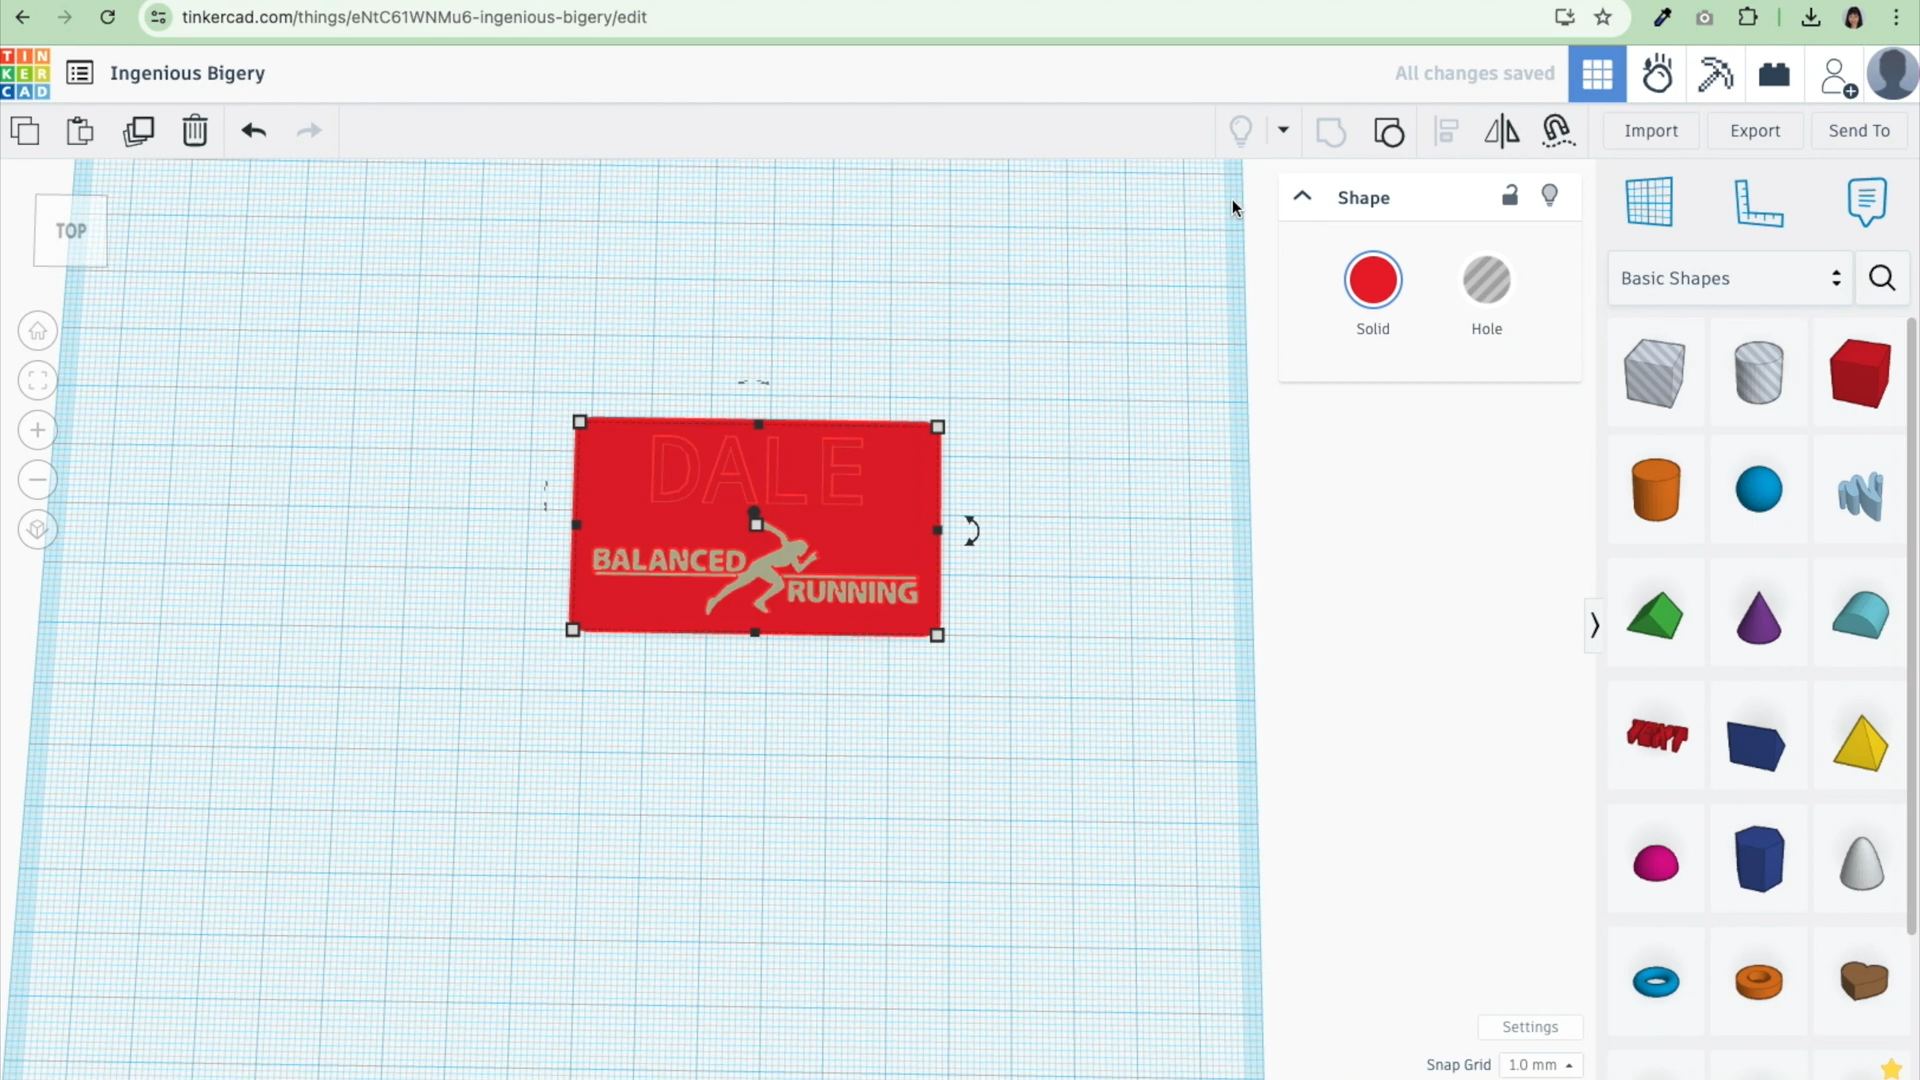 tinkercad.com/things/eNtC61WNMu6-ingenious-bigery/edit
TIN
KER
CAD
Ingenious Bigery
All changes saved
Import
Export
Send To
TOP
Shape
Solid
Hole
Basic Shapes
DALE
BALANCED
RUNNING
TEXT
Settings
Snap Grid
1.0 mm